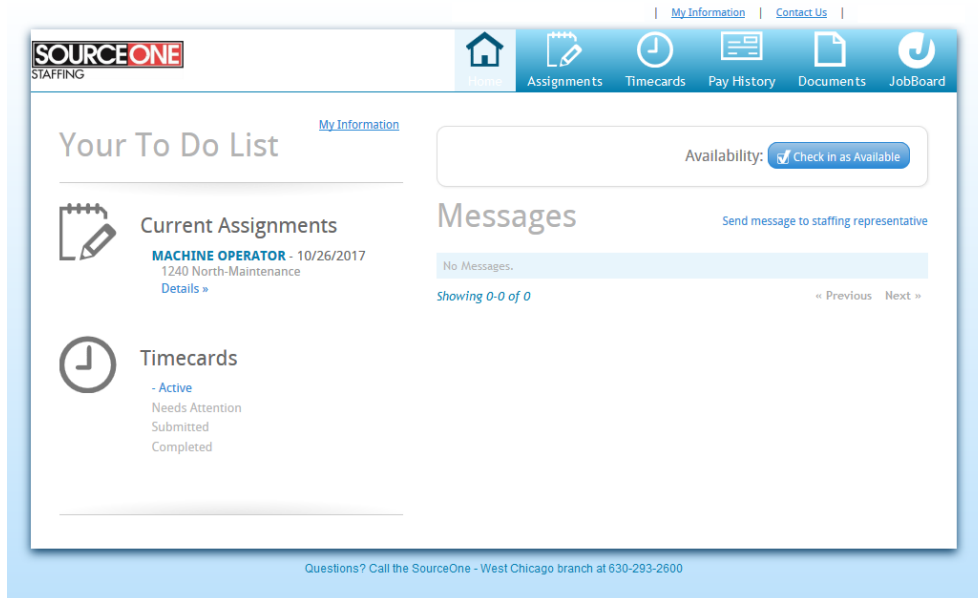 | My Information | Contact Us |
SOURCE ONE
STAFFING
Home Assignments Timecards Pay History Documents JobBoard
Your To Do List
My Information
Current Assignments
MACHINE OPERATOR - 10/26/2017
1240 North-Maintenance
Details »
Timecards
- Active
Needs Attention
Submitted
Completed
Availability: Check in as Available
Messages
Send message to staffing representative
No Messages.
Showing 0-0 of 0
« Previous Next »
Questions? Call the SourceOne - West Chicago branch at 630-293-2600